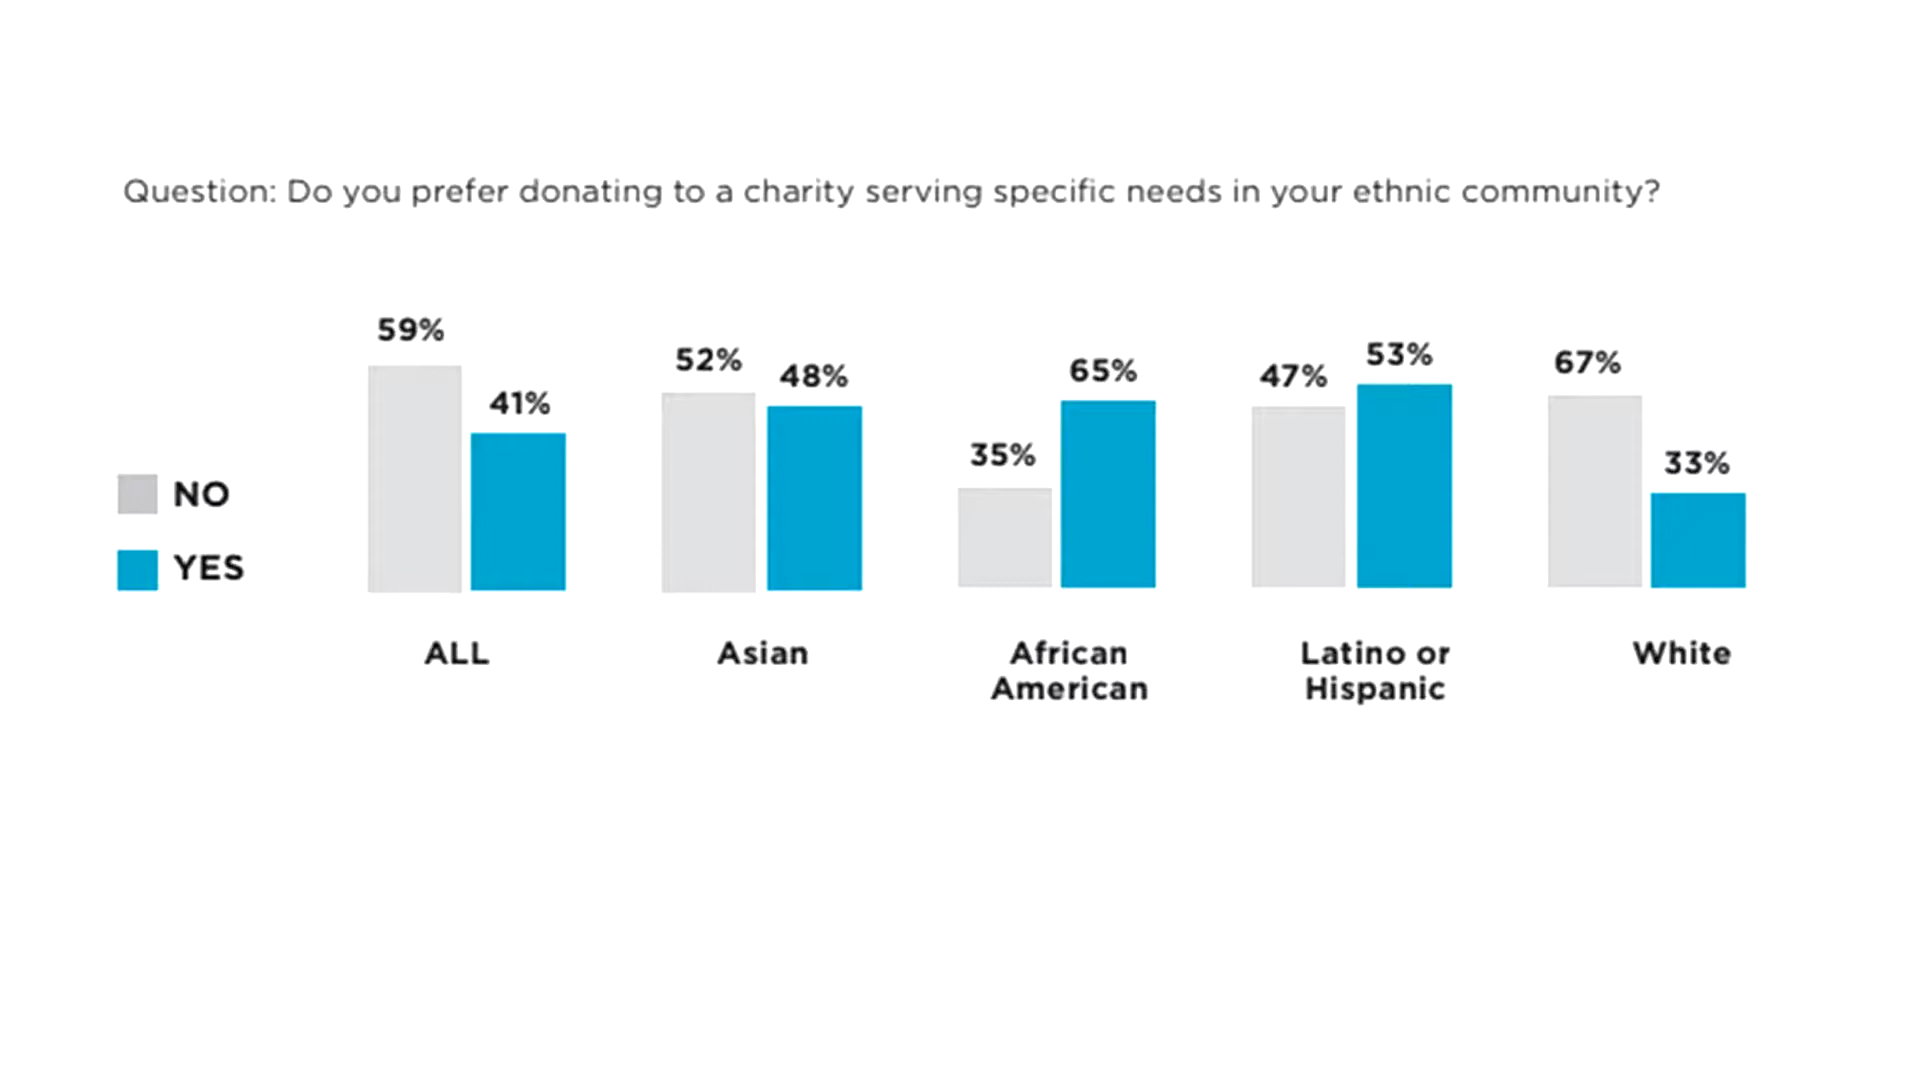 Question: Do you prefer donating to a charity serving specific needs in your ethnic community?
NO
YES
59%
41%
ALL
52%
48%
Asian
35%
65%
African
American
47%
53%
Latino or
Hispanic
67%
33%
White